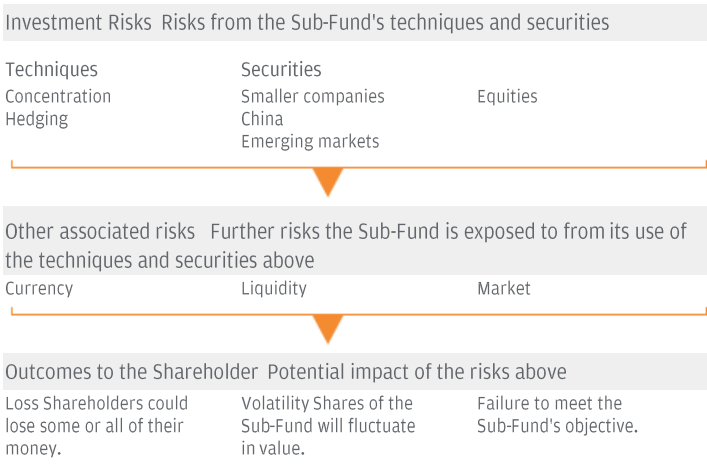 Investment Risks Risks from the Sub-Fund's techniques and securities
Techniques
Concentration
Hedging
Securities
Smaller companies
China
Emerging markets
Equities
Other associated risks Further risks the Sub-Fund is exposed to from its use of
the techniques and securities above
Currency
Liquidity
Market
Outcomes to the Shareholder Potential impact of the risks above
Loss Shareholders could
lose some or all of their
money.
Volatility Shares of the
Sub-Fund will fluctuate
in value.
Failure to meet the
Sub-Fund's objective.